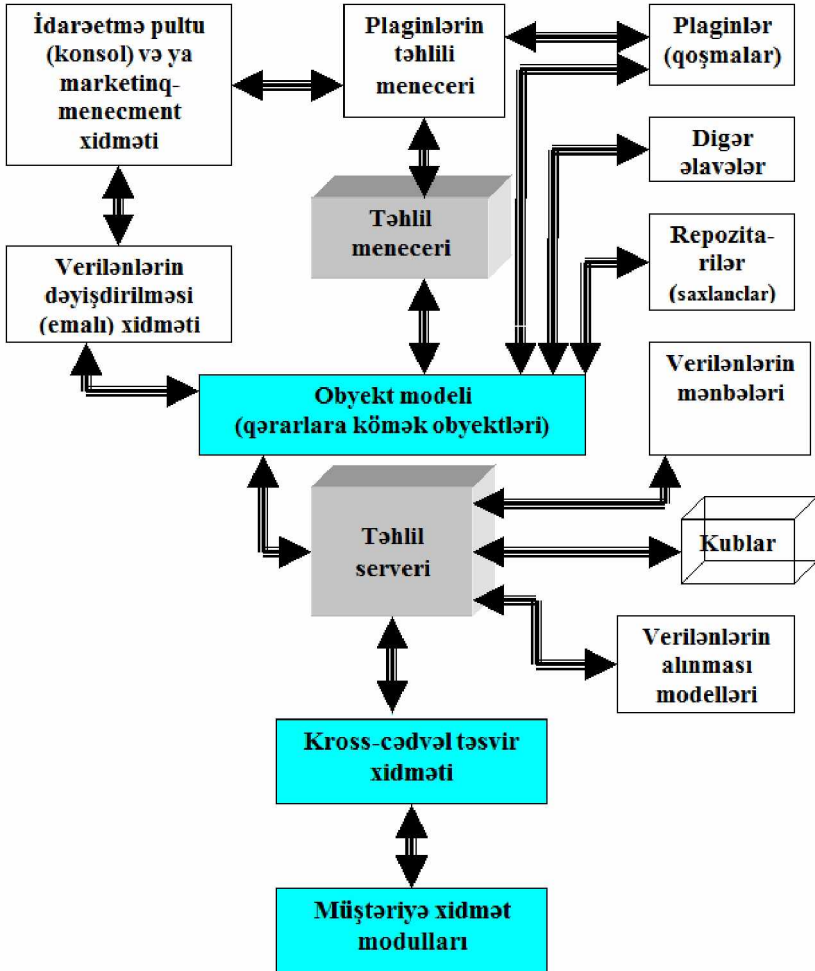 İdarəetmə pultu
(konsol) və ya
marketinq-
menecment
xidməti
Plaginlərin
təhlili
meneceri
Plaginlər
(qoşmalar)
Digər
əlavələr
Təhlil
meneceri
Repozita-
rilər
(saxlanclar)
Verilənlərin
dəyişdirilməsi
(emalı) xidməti
Verilənlərin
mənbələri
Obyekt modeli
(qərarlara kömək obyektləri)
Təhlil
serveri
Kublar
Verilənlərin
alınması
modelləri
Kross-cədvəl təsvir
xidməti
Müştəriyə xidmət
modulları